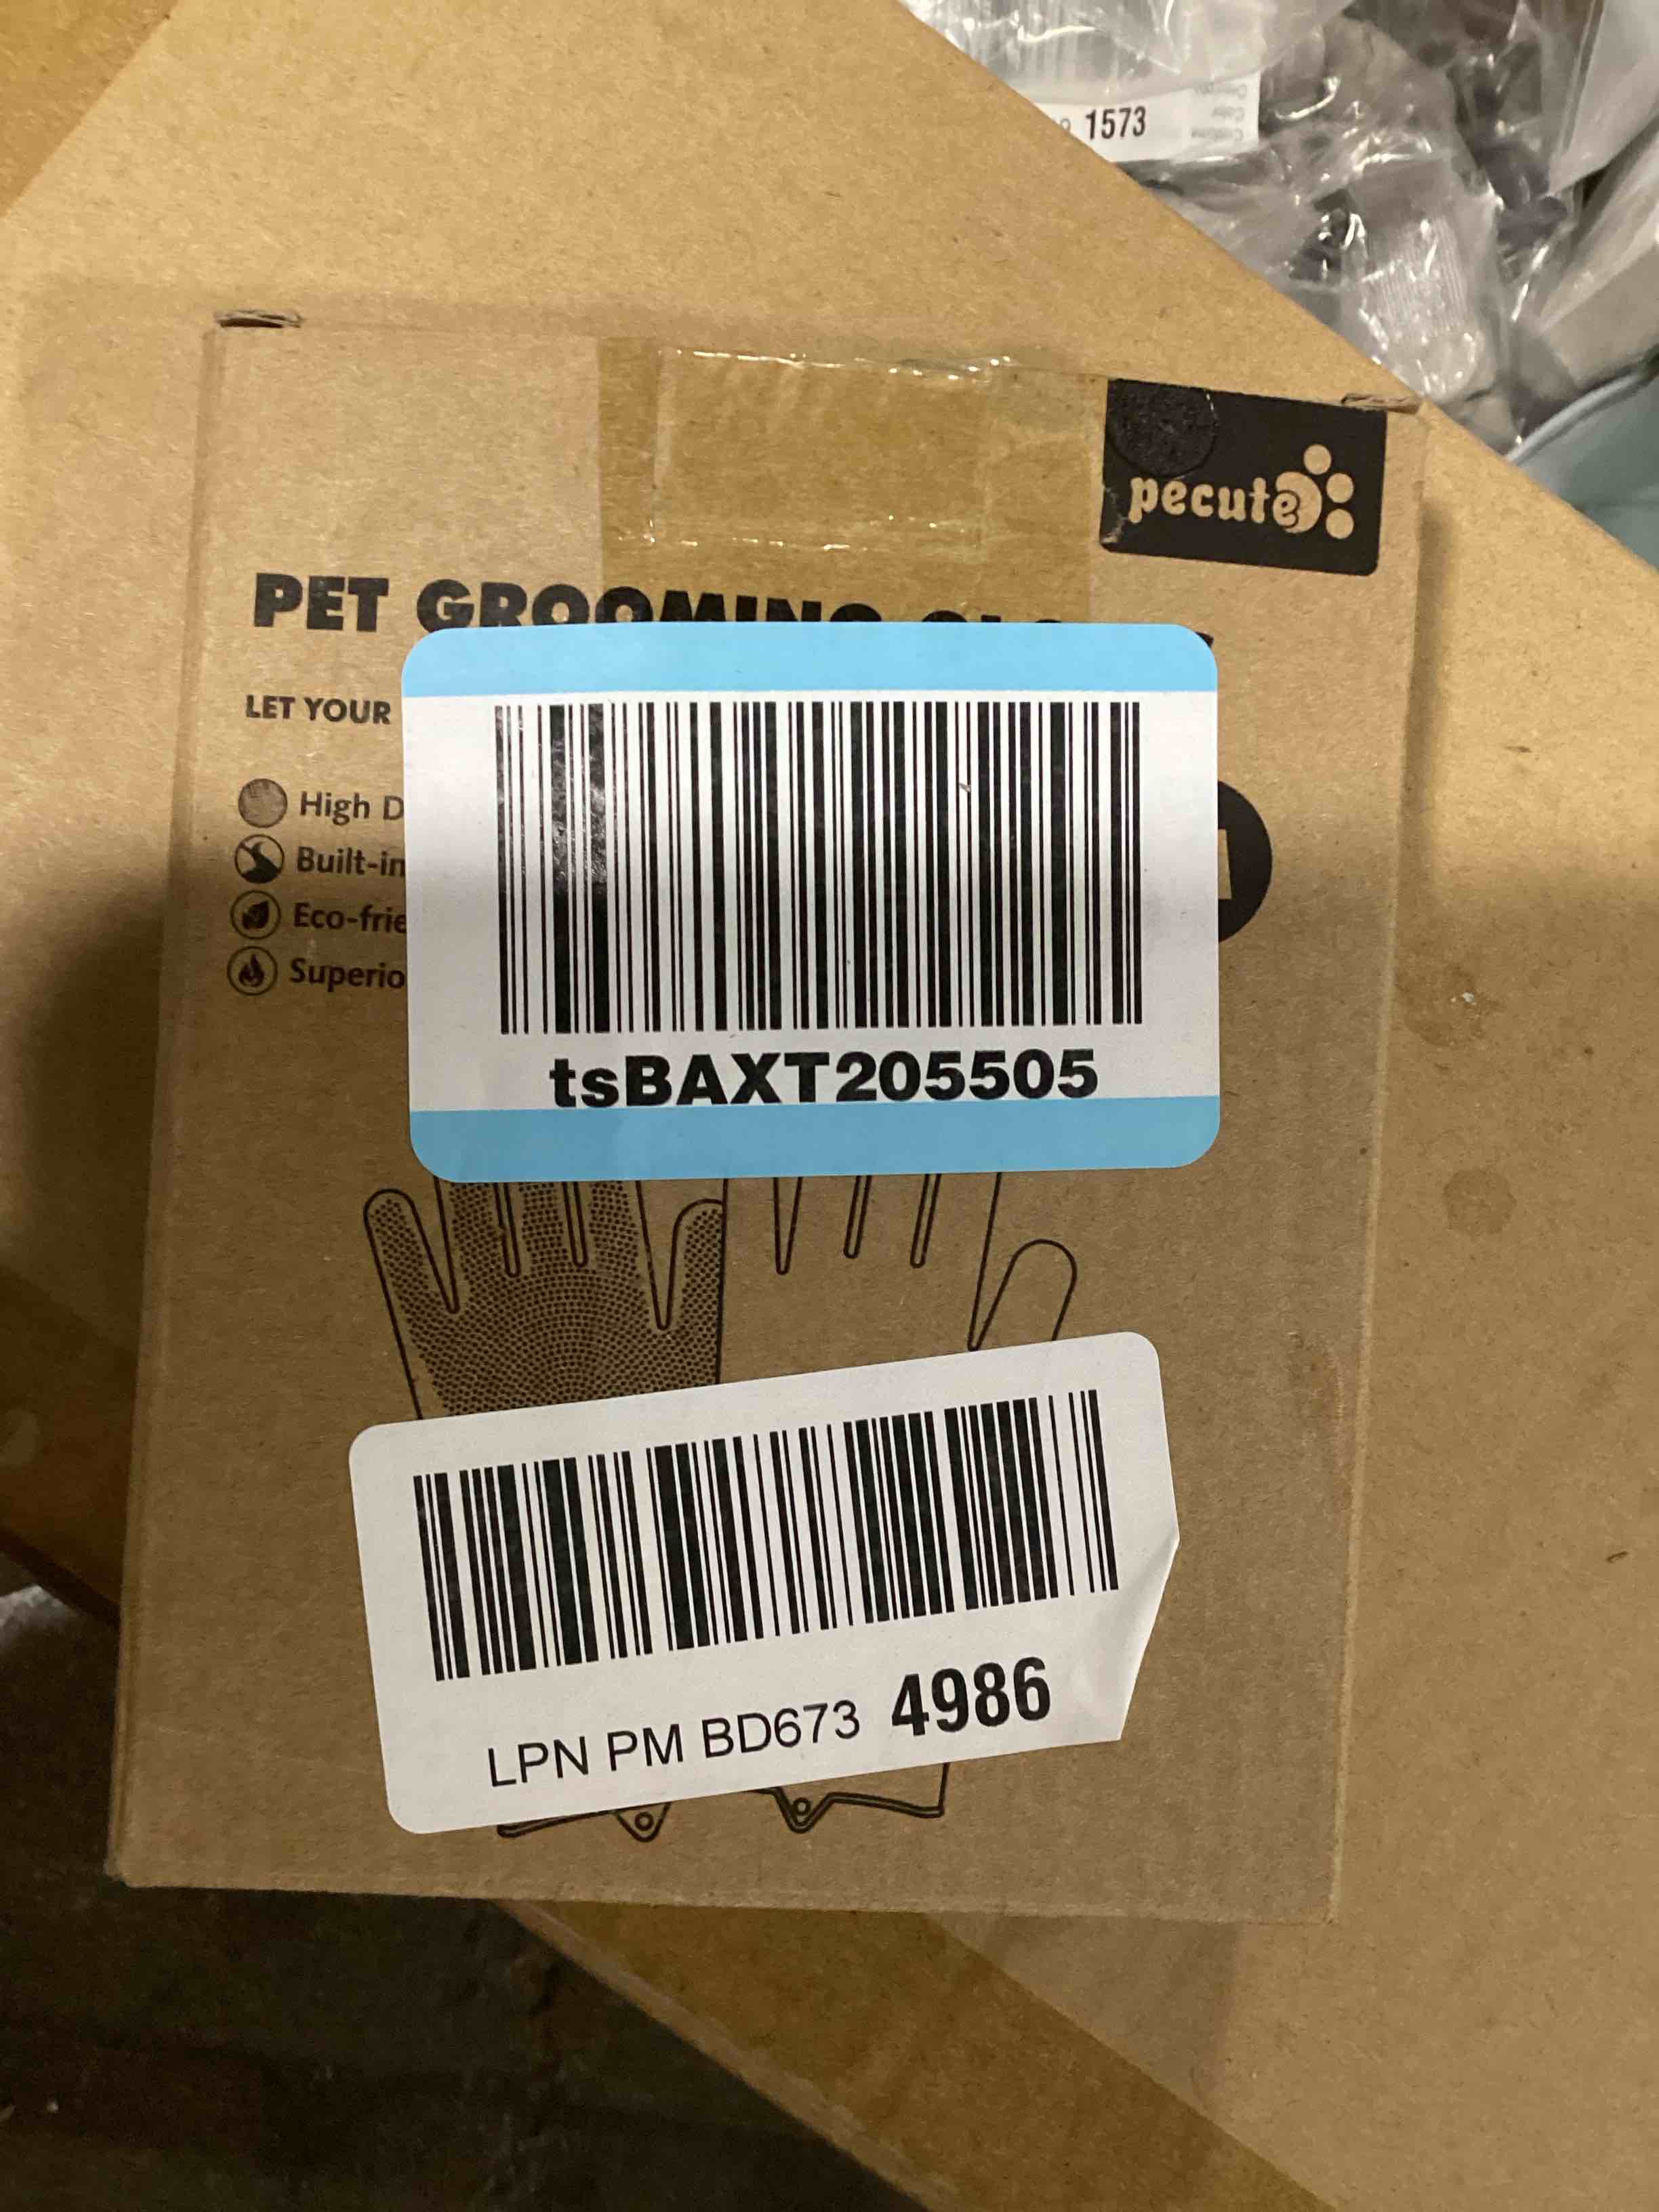 1573
pecute
PET GROOMING
LET YOUR
High D
Built-in
Eco-frie
Superio
tsBAXT205505
LPN PM BD673 4986